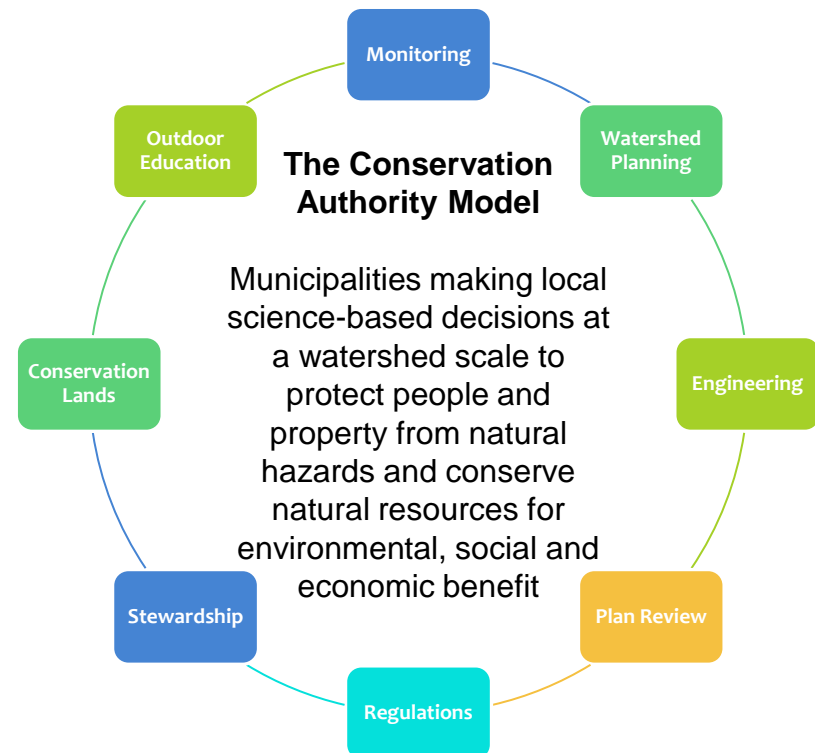 Monitoring
Outdoor
Education
Watershed
Planning
The Conservation
Authority Model
Municipalities making local
science-based decisions at
a watershed scale to
protect people and
property from natural
hazards and conserve
natural resources for
environmental, social and
economic benefit
Conservation
Lands
Engineering
Stewardship
Plan Review
Regulations